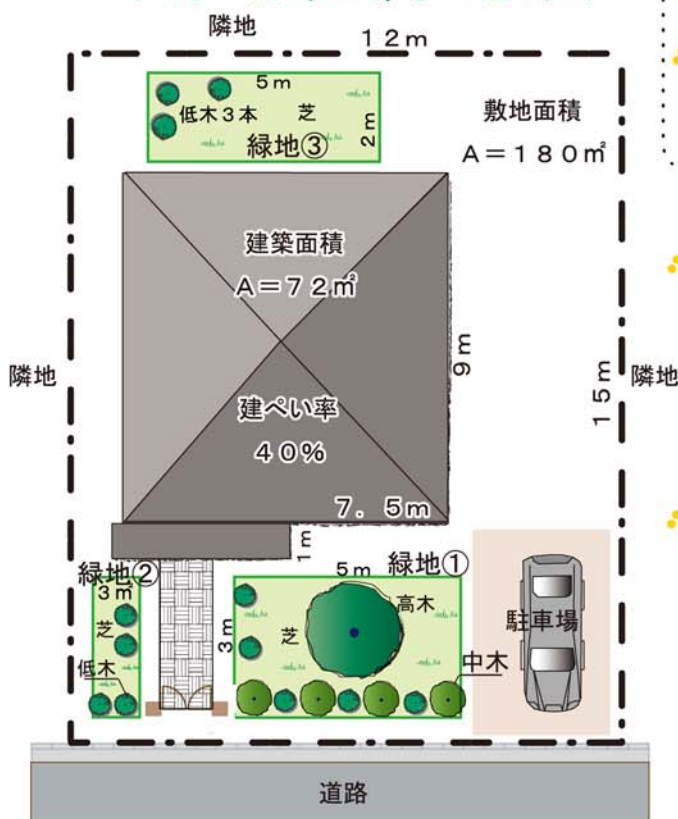 隣地
12m
5m
低木3本
芝
2m
緑地③
敷地面積
A=180㎡
建築面積
A=72㎡
9m
隣地
隣地
15m
建ぺい率
40%
7.5m
1m
緑地②
3㎡
芝
低木
3m
5m
緑地①
高木
芝
中木
駐車場
道路